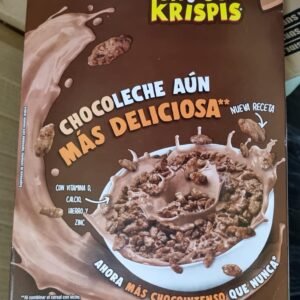 KRISPIS
CHOCOLECHE AÚN
MÁS DELICIOSA**
NUEVA RECETA
CON VITAMINA D,
CALCIO,
HIERRO Y
ZINC
AHORA MÁS CHOCOINTENSO QUE NUNCA*